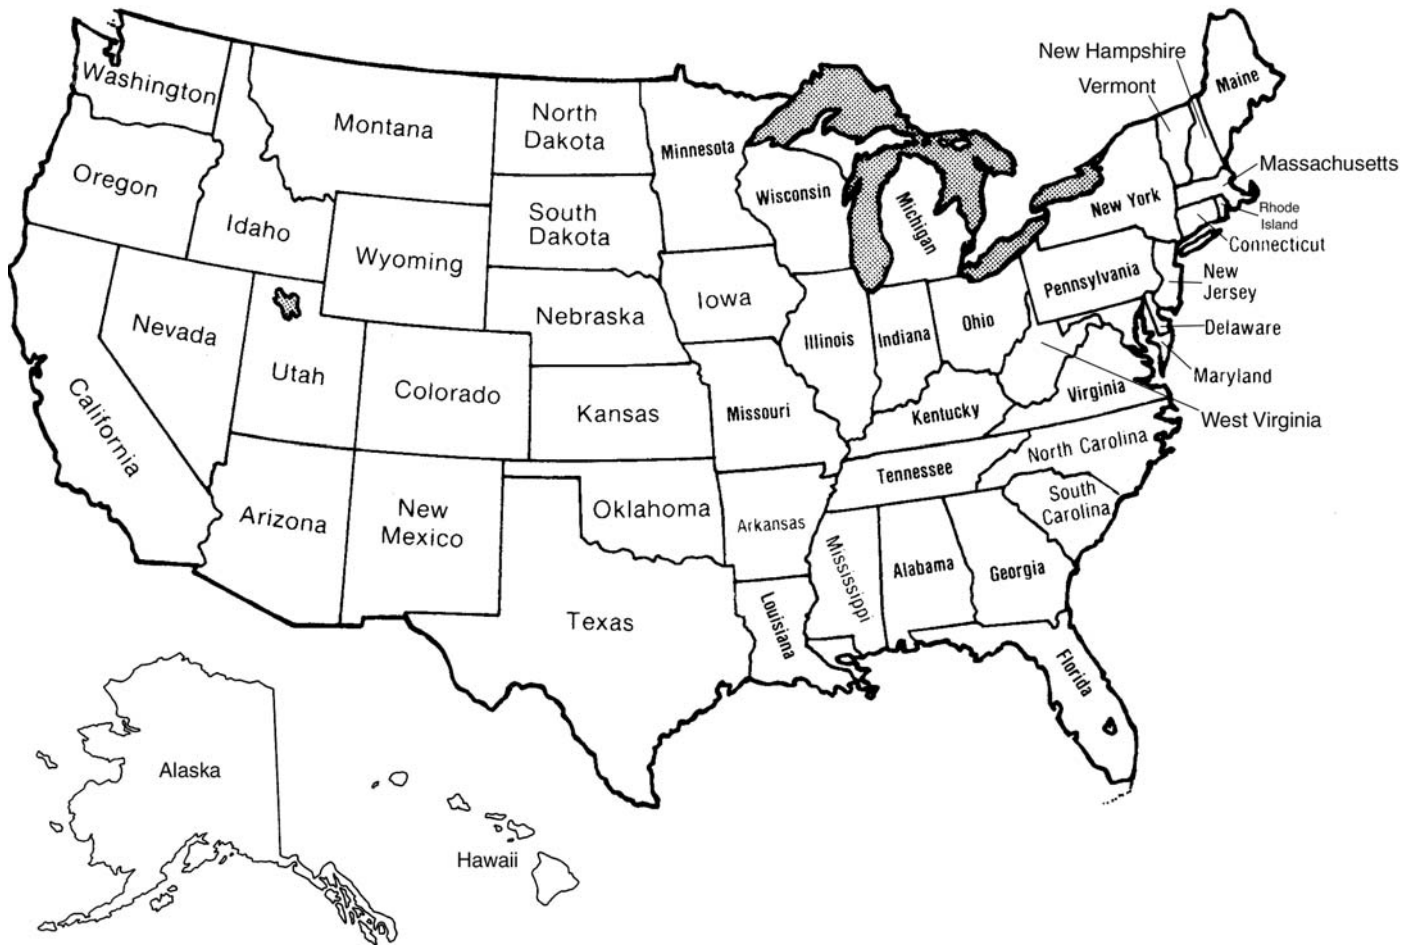 New Hampshire
Vermont
Maine
Washington
Montana
North
Dakota
Minnesota
Oregon
Idaho
Wyoming
South
Dakota
Wisconsin
Michigan
New York
Massachusetts
Rhode
Island
Connecticut
Nevada
Utah
Nebraska
Iowa
Illinois
Indiana
Ohio
Pennsylvania
New
Jersey
Delaware
Maryland
California
Colorado
Kansas
Missouri
Kentucky
Virginia
West Virginia
Arizona
New
Mexico
Oklahoma
Arkansas
Tennessee
North Carolina
South
Carolina
Texas
Louisiana
Mississippi
Alabama
Georgia
Florida
Alaska
Hawaii